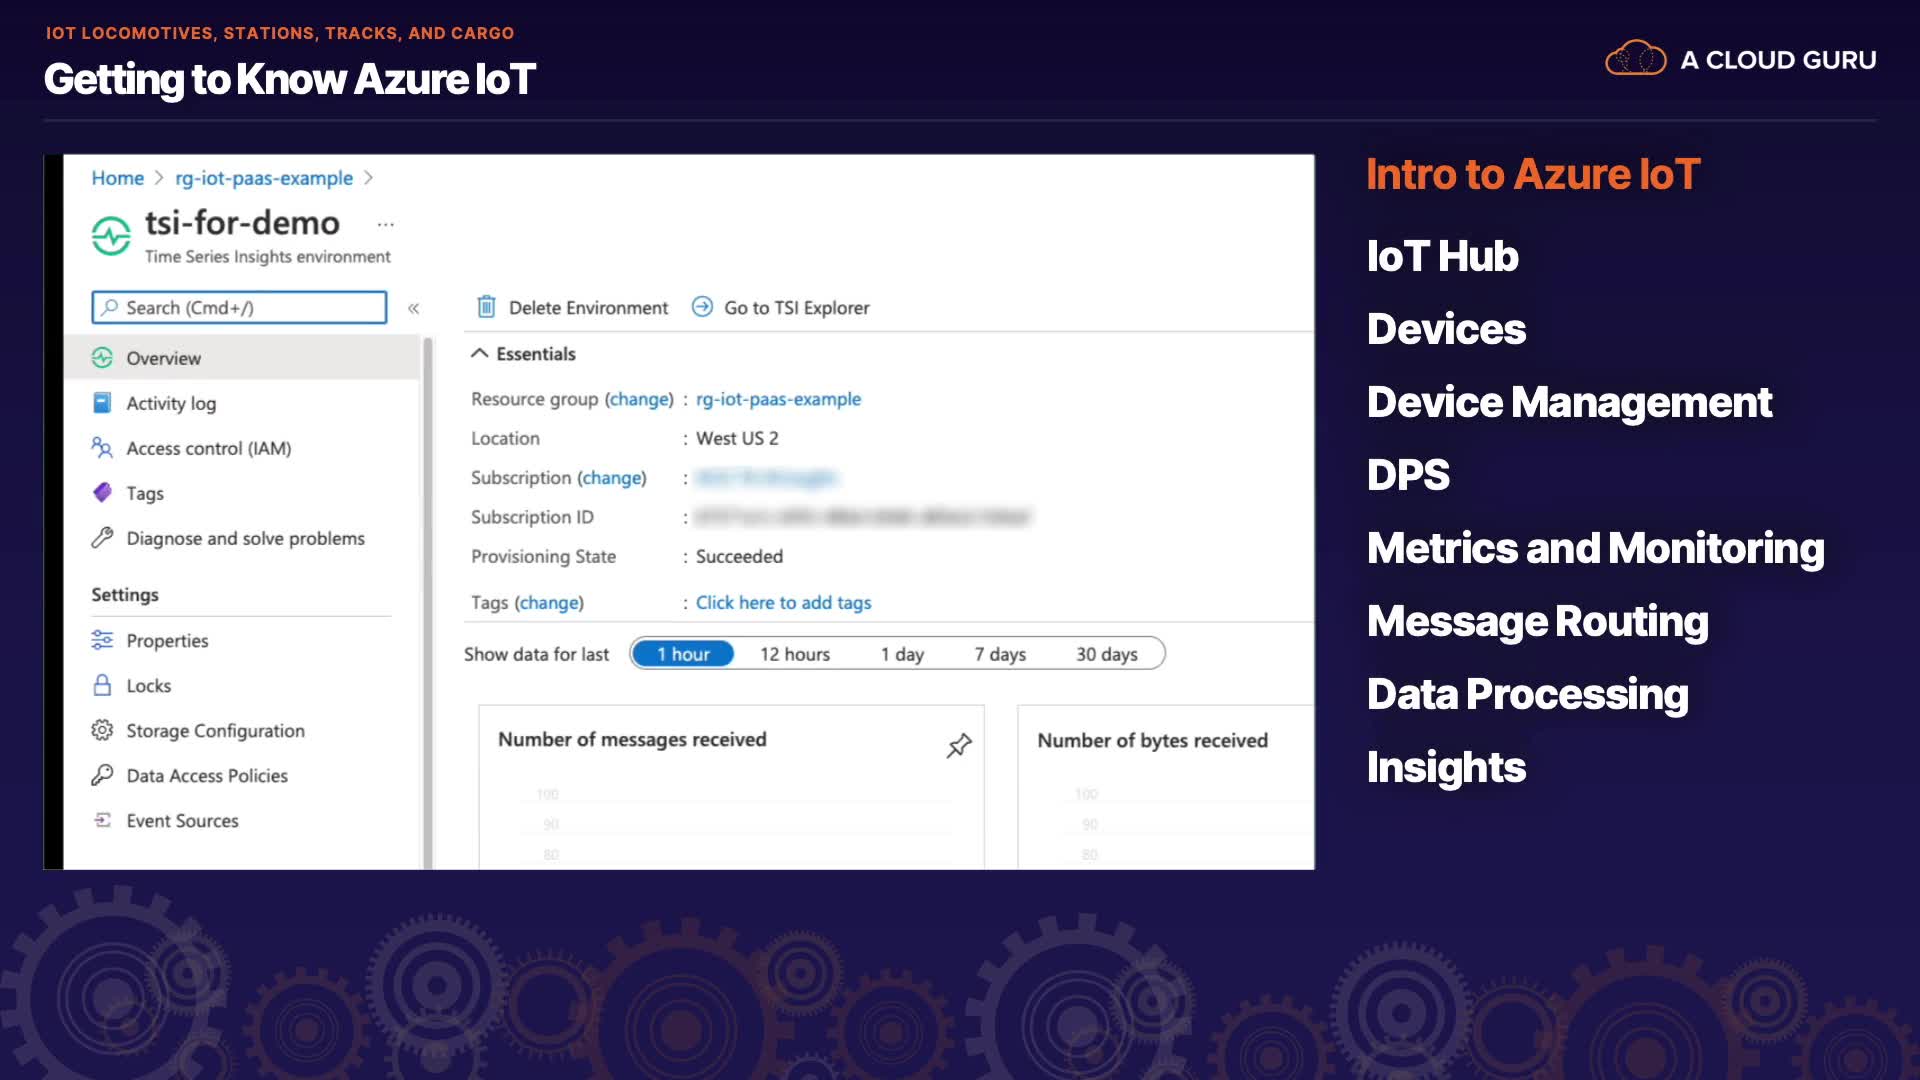 IOT LOCOMOTIVES, STATIONS, TRACKS, AND CARGO
Getting to Know Azure IoT
A CLOUD GURU
Home > rg-iot-paas-example >
tsi-for-demo ...
Time Series Insights environment
Search (Cmd+/) «
Overview
Activity log
Access control (IAM)
Tags
Diagnose and solve problems
Settings
Properties
Locks
Storage Configuration
Data Access Policies
Event Sources
Delete Environment Go to TSI Explorer
Essentials
Resource group (change) : rg-iot-paas-example
Location : West US 2
Subscription (change) :
Subscription ID :
Provisioning State : Succeeded
Tags (change) : Click here to add tags
Show data for last 1 hour 12 hours 1 day 7 days 30 days
Number of messages received
100
90
80
Number of bytes received
100
90
80
Intro to Azure IoT
IoT Hub
Devices
Device Management
DPS
Metrics and Monitoring
Message Routing
Data Processing
Insights